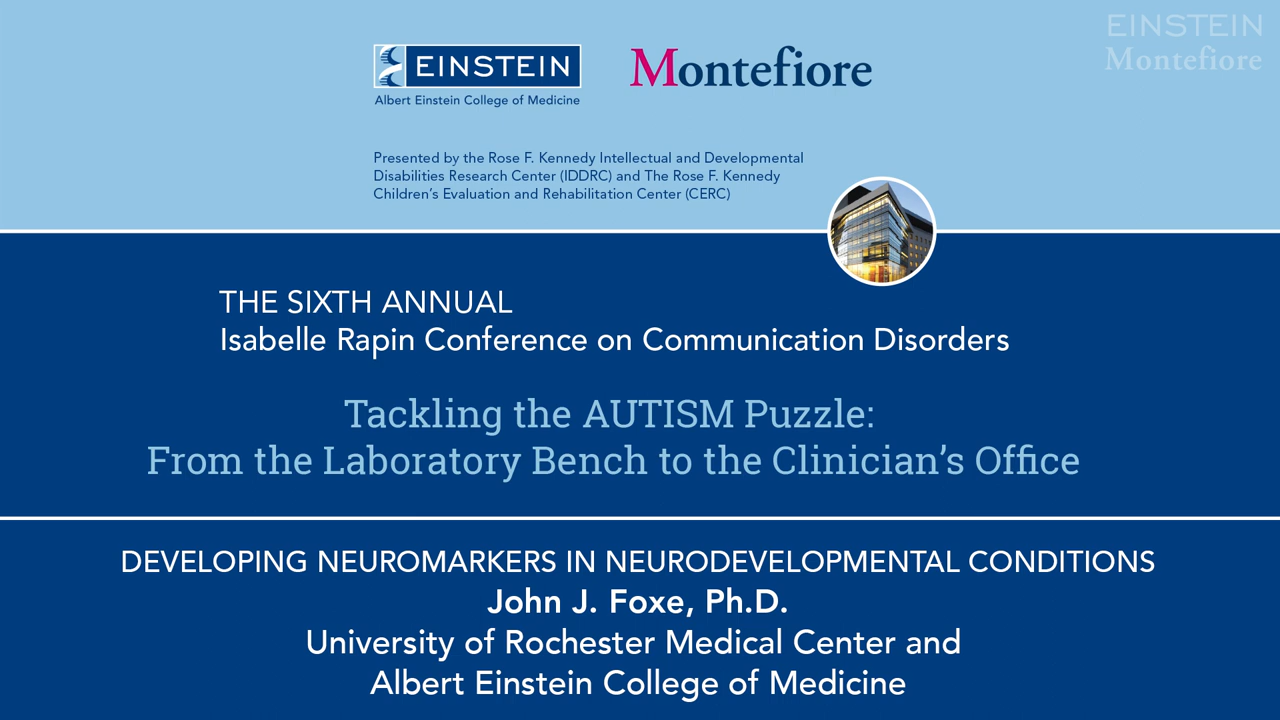 EINSTEIN
Montefiore
EINSTEIN
Montefiore
Albert Einstein College of Medicine
Presented by the Rose F. Kennedy Intellectual and Developmental
Disabilities Research Center (IDDRC) and The Rose F. Kennedy
Children’s Evaluation and Rehabilitation Center (CERC)
THE SIXTH ANNUAL
Isabelle Rapin Conference on Communication Disorders
Tackling the AUTISM Puzzle:
From the Laboratory Bench to the Clinician’s Office
DEVELOPING NEUROMARKERS IN NEURODEVELOPMENTAL CONDITIONS
John J. Foxe, Ph.D.
University of Rochester Medical Center and
Albert Einstein College of Medicine